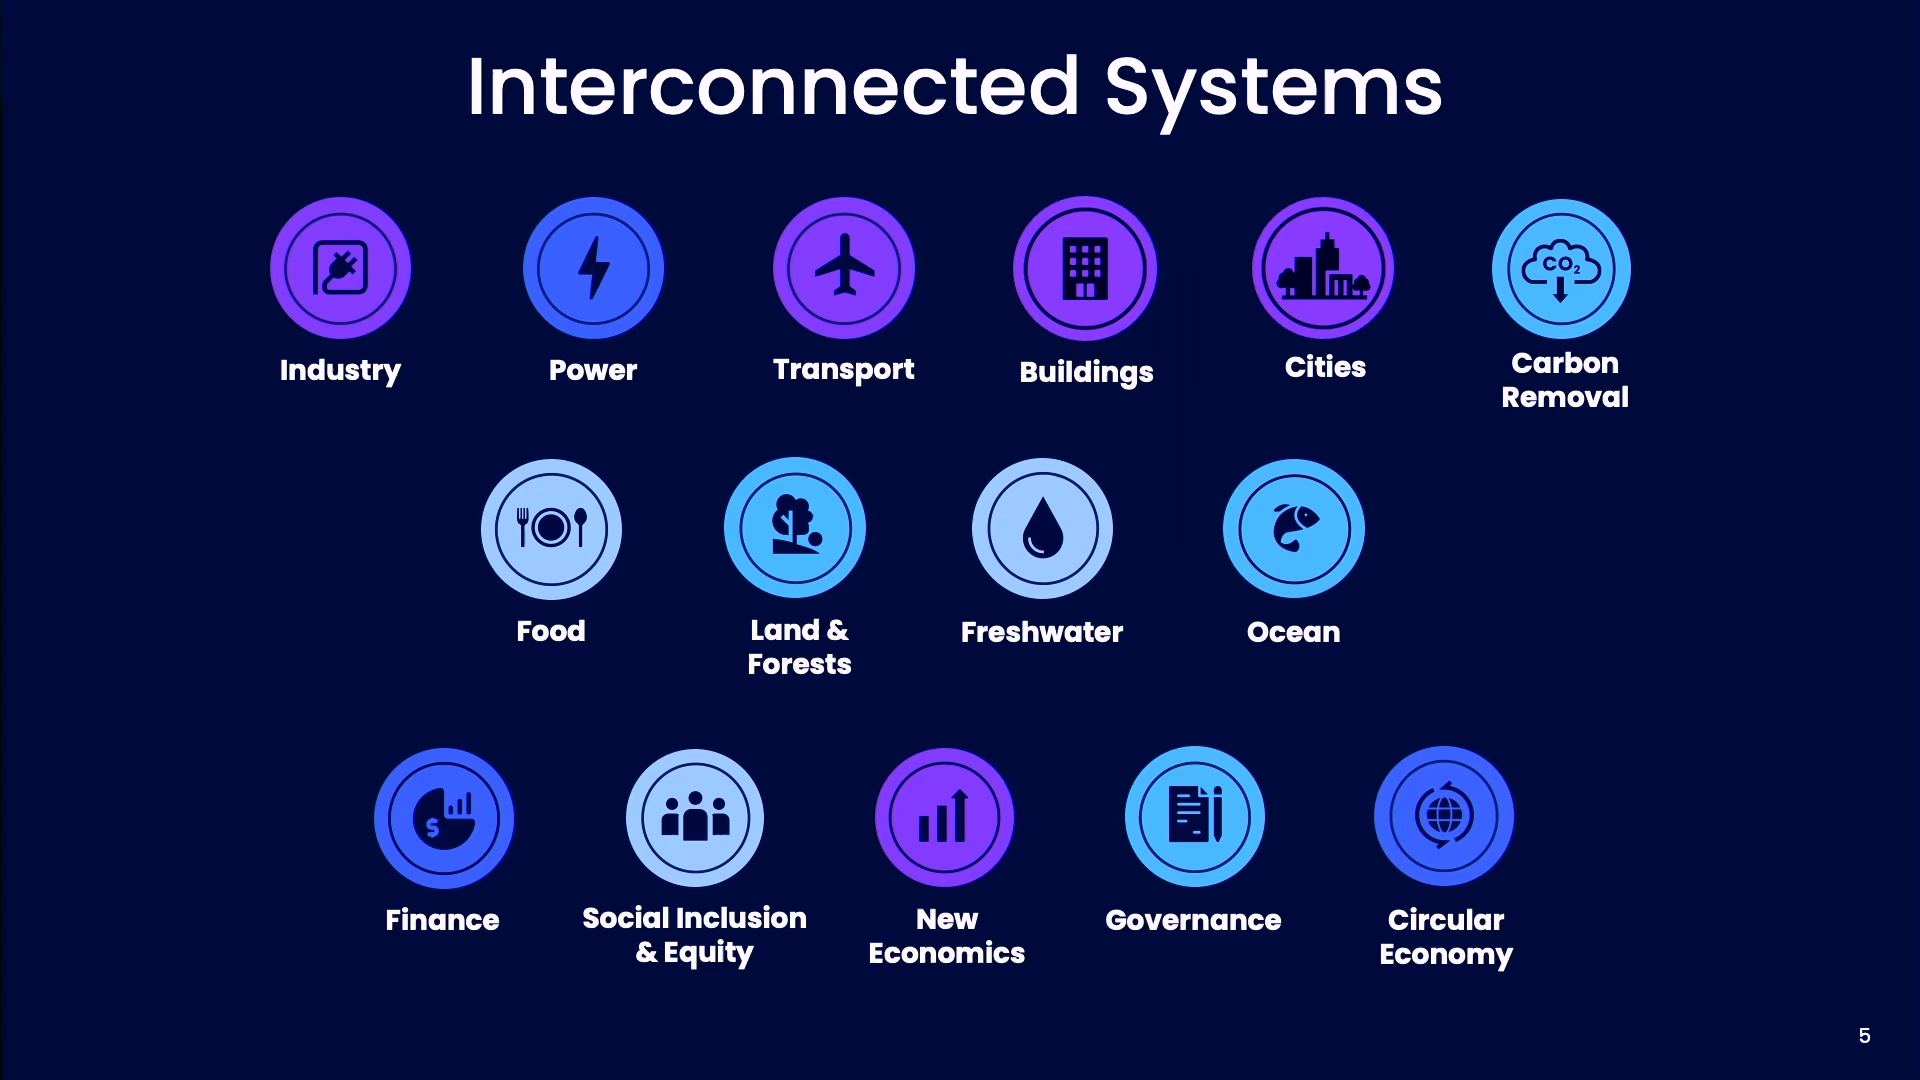 Interconnected Systems
CO2
Industry
Power
Transport
Buildings
Cities
Carbon
Removal
Food
Land &
Forests
Freshwater
Ocean
$
Finance
Social Inclusion
& Equity
New
Economics
Governance
Circular
Economy
5